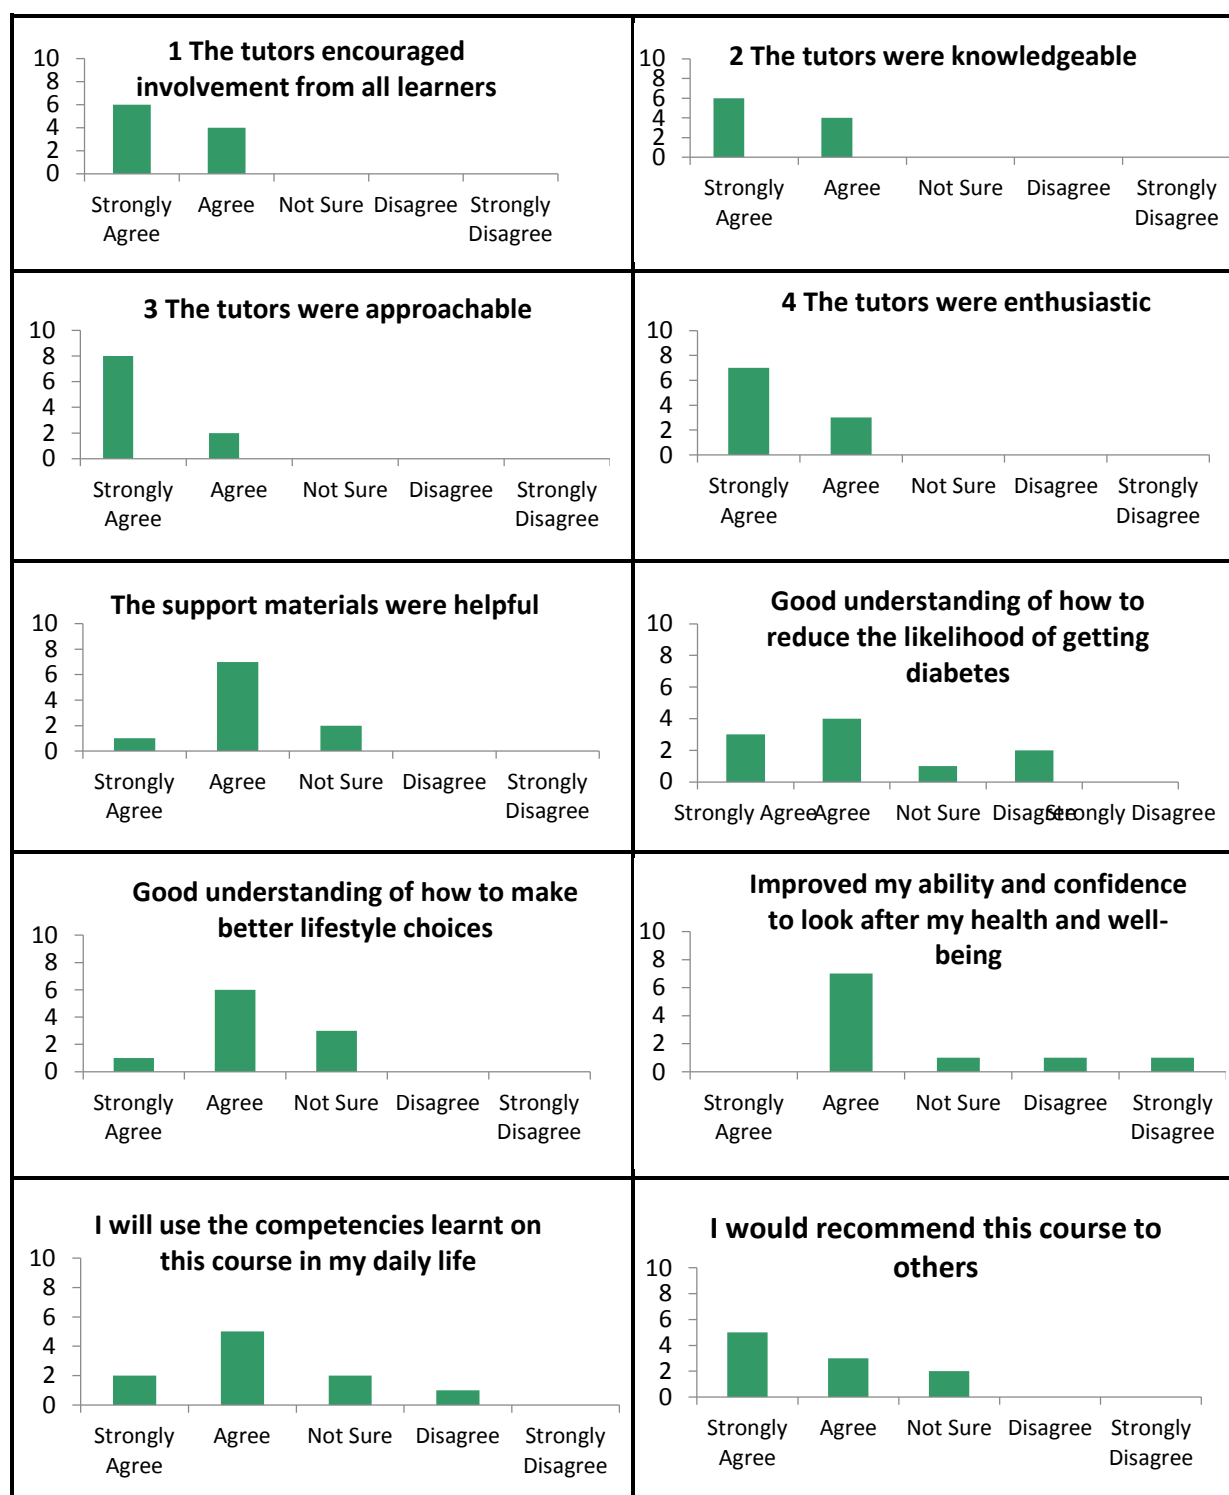 1 The tutors encouraged
involvement from all learners
10
8
6
4
2
0
Strongly Agree Not Sure Disagree Strongly
Agree Disagree
2 The tutors were knowledgeable
10
8
6
4
2
0
Strongly Agree Not Sure Disagree Strongly
Agree Disagree
3 The tutors were approachable
10
8
6
4
2
0
Strongly Agree Not Sure Disagree Strongly
Agree Disagree
4 The tutors were enthusiastic
10
8
6
4
2
0
Strongly Agree Not Sure Disagree Strongly
Agree Disagree
The support materials were helpful
10
8
6
4
2
0
Strongly Agree Not Sure Disagree Strongly
Agree Disagree
Good understanding of how to
reduce the likelihood of getting
diabetes
10
8
6
4
2
0
Strongly Agree Agree Not Sure Disagree Strongly Disagree
Good understanding of how to make
better lifestyle choices
10
8
6
4
2
0
Strongly Agree Not Sure Disagree Strongly
Agree Disagree
Improved my ability and confidence
to look after my health and well-
being
10
8
6
4
2
0
Strongly Agree Not Sure Disagree Strongly
Agree Disagree
I will use the competencies learnt on
this course in my daily life
10
8
6
4
2
0
Strongly Agree Not Sure Disagree Strongly
Agree Disagree
I would recommend this course to
others
10
8
6
4
2
0
Strongly Agree Not Sure Disagree Strongly
Agree Disagree